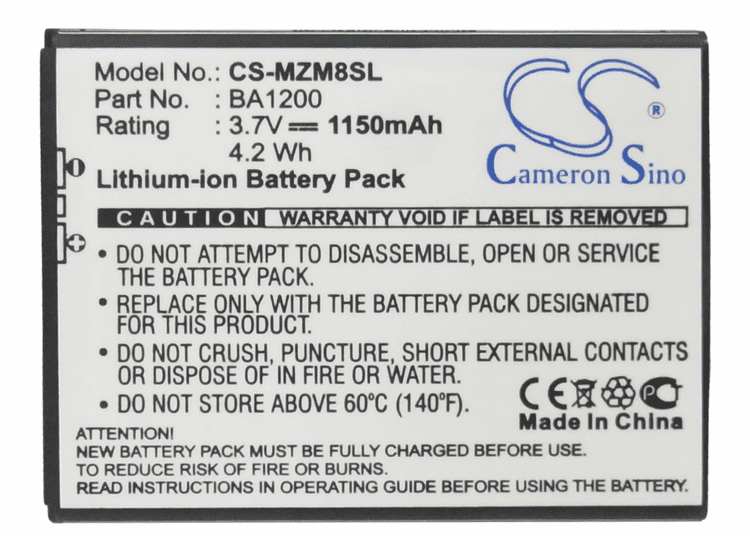 Model No.: CS-MZM8SL
Part No. : BA1200
Rating : 3.7V 1150mAh
4.2 Wh
Lithium-ion Battery Pack
CS
®
Cameron Sino
CAUTION WARRANTY VOID IF LABEL IS REMOVED
• DO NOT ATTEMPT TO DISASSEMBLE, OPEN OR SERVICE
THE BATTERY PACK.
• REPLACE ONLY WITH THE BATTERY PACK DESIGNATED
FOR THIS PRODUCT.
• DO NOT CRUSH, PUNCTURE, SHORT EXTERNAL CONTACTS
OR DISPOSE OF IN FIRE OR WATER.
• DO NOT STORE ABOVE 60°C (140°F).
CE
Made In China
ATTENTION!
NEW BATTERY PACK MUST BE FULLY CHARGED BEFORE USE.
TO REDUCE RISK OF FIRE OR BURNS.
READ INSTRUCTIONS IN OPERATING GUIDE BEFORE USING THE BATTERY.